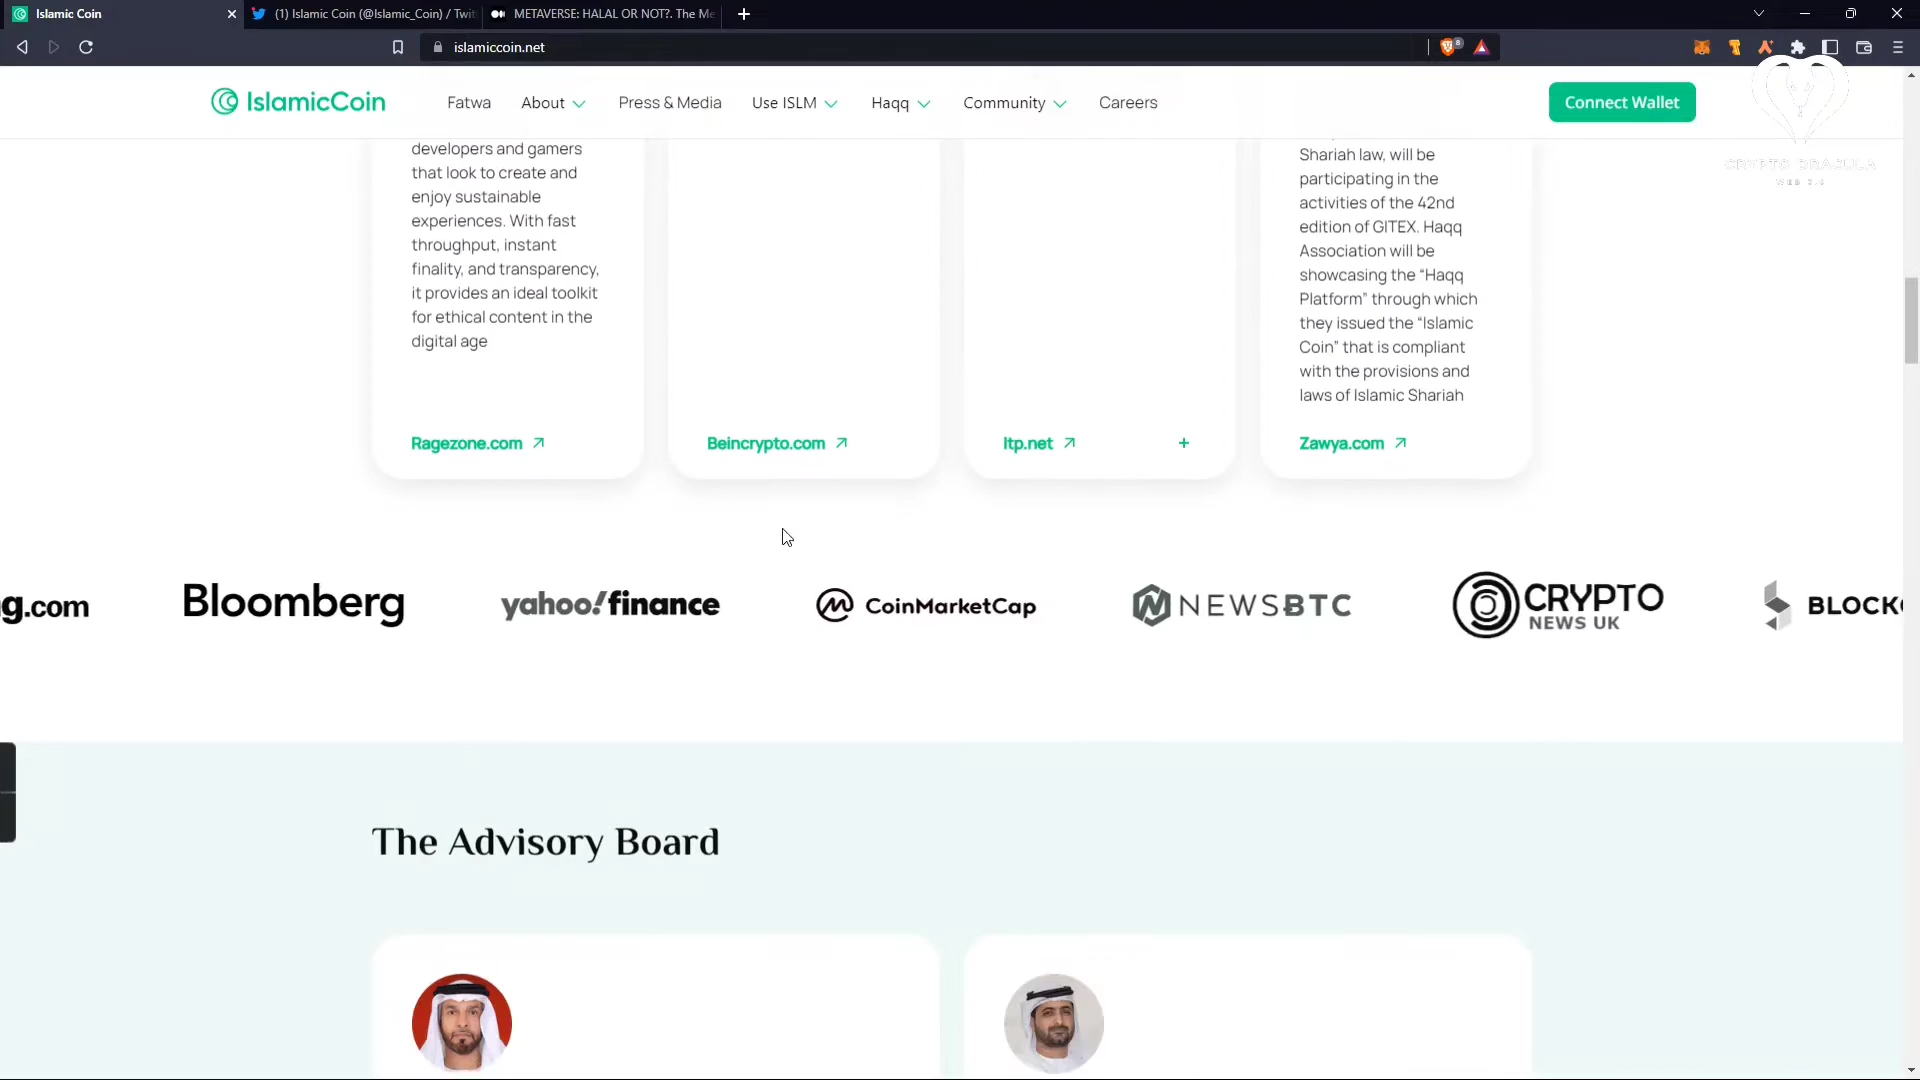 Islamic Coin
(1) Islamic Coin (@Islamic_Coin) / Twit
METAVERSE: HALAL OR NOT?. The Me
islamiccoin.net
8
IslamicCoin
Fatwa
About
Press & Media
Use ISLM
Haqq
Community
Careers
Connect Wallet
CRYPTO DRACULA
WEB 3.0
developers and gamers
that look to create and
enjoy sustainable
experiences. With fast
throughput, instant
finality, and transparency,
it provides an ideal toolkit
for ethical content in the
digital age
Ragezone.com
Beincrypto.com
Itp.net
+
Shariah law, will be
participating in the
activities of the 42nd
edition of GITEX. Haqq
Association will be
showcasing the “Haqq
Platform” through which
they issued the “Islamic
Coin” that is compliant
with the provisions and
laws of Islamic Shariah
Zawya.com
g.com
Bloomberg
yahoo!finance
CoinMarketCap
NEWSBTC
CRYPTO
NEWS UK
BLOCK
The Advisory Board